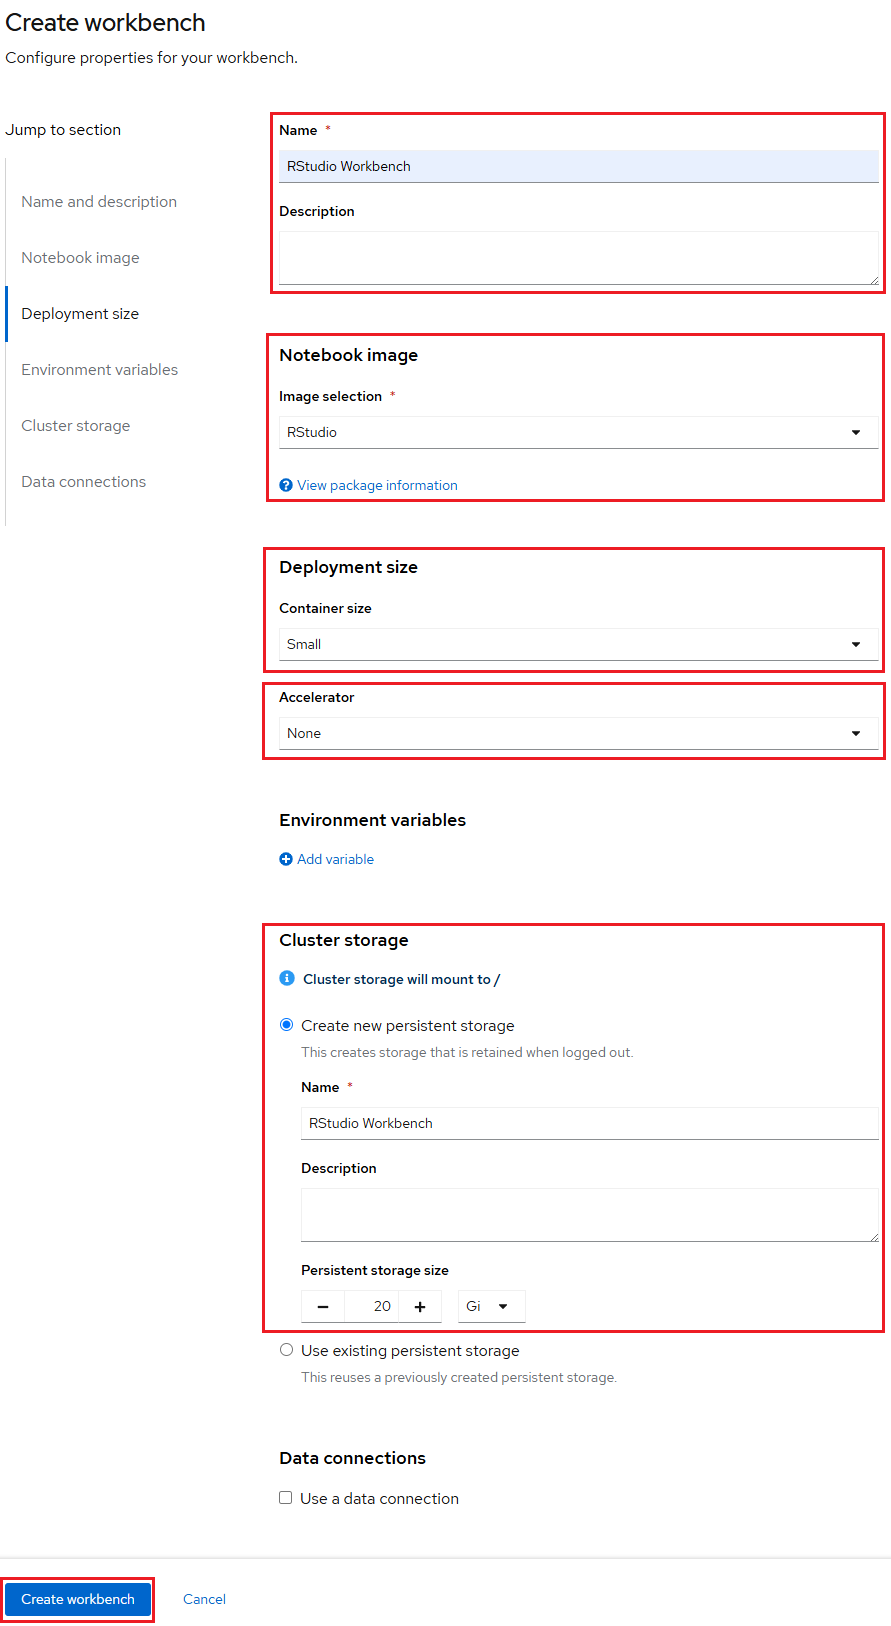 Create workbench
Configure properties for your workbench.
Jump to section
Name and description
Notebook image
Deployment size
Environment variables
Cluster storage
Data connections
Name *
RStudio Workbench
Description
Notebook image
Image selection *
RStudio
View package information
Deployment size
Container size
Small
Accelerator
None
Environment variables
Add variable
Cluster storage
Cluster storage will mount to /
Create new persistent storage
This creates storage that is retained when logged out.
Name *
RStudio Workbench
Description
Persistent storage size
20 Gi
Use existing persistent storage
This reuses a previously created persistent storage.
Data connections
Use a data connection
Create workbench Cancel